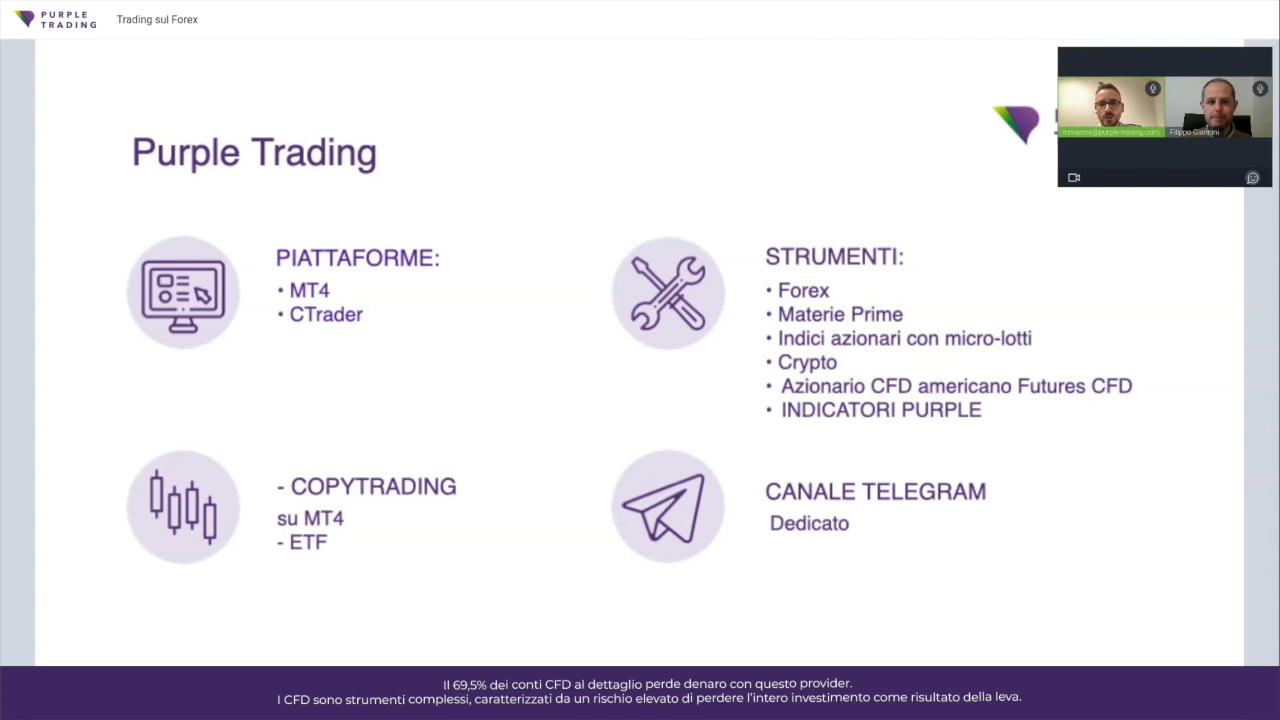 PURPLE
TRADING
Trading sul Forex
Purple Trading
Filippo Giannini
PIATTAFORME:
• MT4
• CTrader
STRUMENTI:
• Forex
• Materie Prime
• Indici azionari con micro-lotti
• Crypto
• Azionario CFD americano Futures CFD
• INDICATORI PURPLE
- COPYTRADING
su MT4
- ETF
CANALE TELEGRAM
Dedicato
Il 69,5% dei conti CFD al dettaglio perde denaro con questo provider.
I CFD sono strumenti complessi, caratterizzati da un rischio elevato di perdere l'intero investimento come risultato della leva.